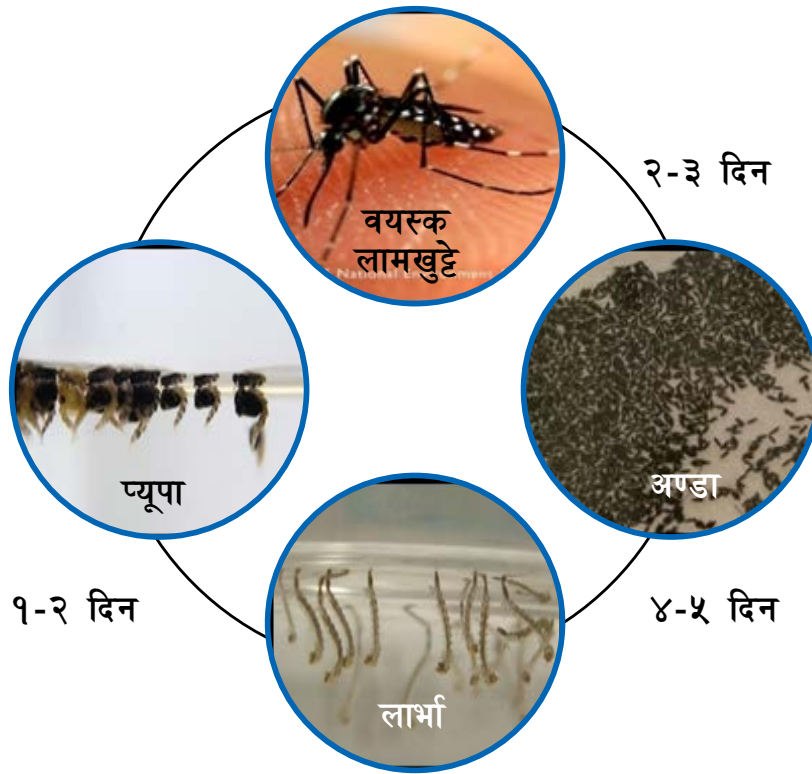 वयस्क
लामखुट्टे
२-३ दिन
अण्डा
४-५ दिन
लार्भा
१-२ दिन
प्यूपा